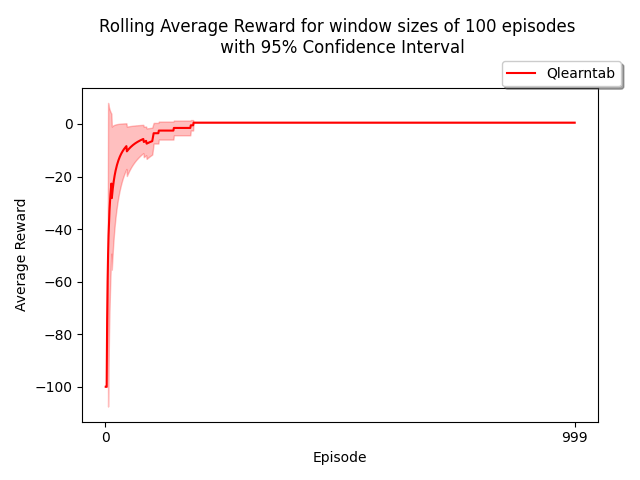 Rolling Average Reward for window sizes of 100 episodes
with 95% Confidence Interval
Qlearntab
Average Reward
0
−20
−40
−60
−80
−100
0
999
Episode